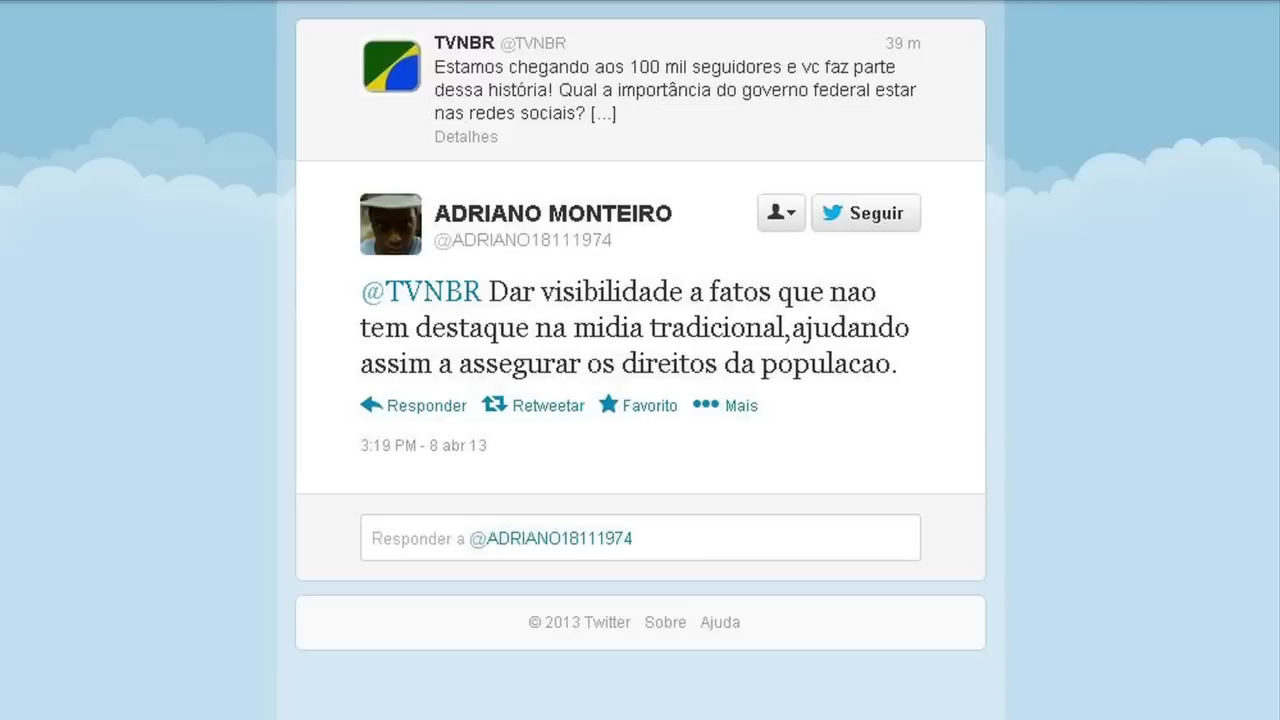 TVNBR @TVNBR 39 m
Estamos chegando aos 100 mil seguidores e vc faz parte
dessa história! Qual a importância do governo federal estar
nas redes sociais? [...]
Detalhes
ADRIANO MONTEIRO
Seguir
@ADRIANO18111974
@TVNBR Dar visibilidade a fatos que nao
tem destaque na midia tradicional,ajudando
assim a assegurar os direitos da populacao.
Responder Retweetar Favorito Mais
3:19 PM - 8 abr 13
Responder a @ADRIANO18111974
© 2013 Twitter Sobre Ajuda